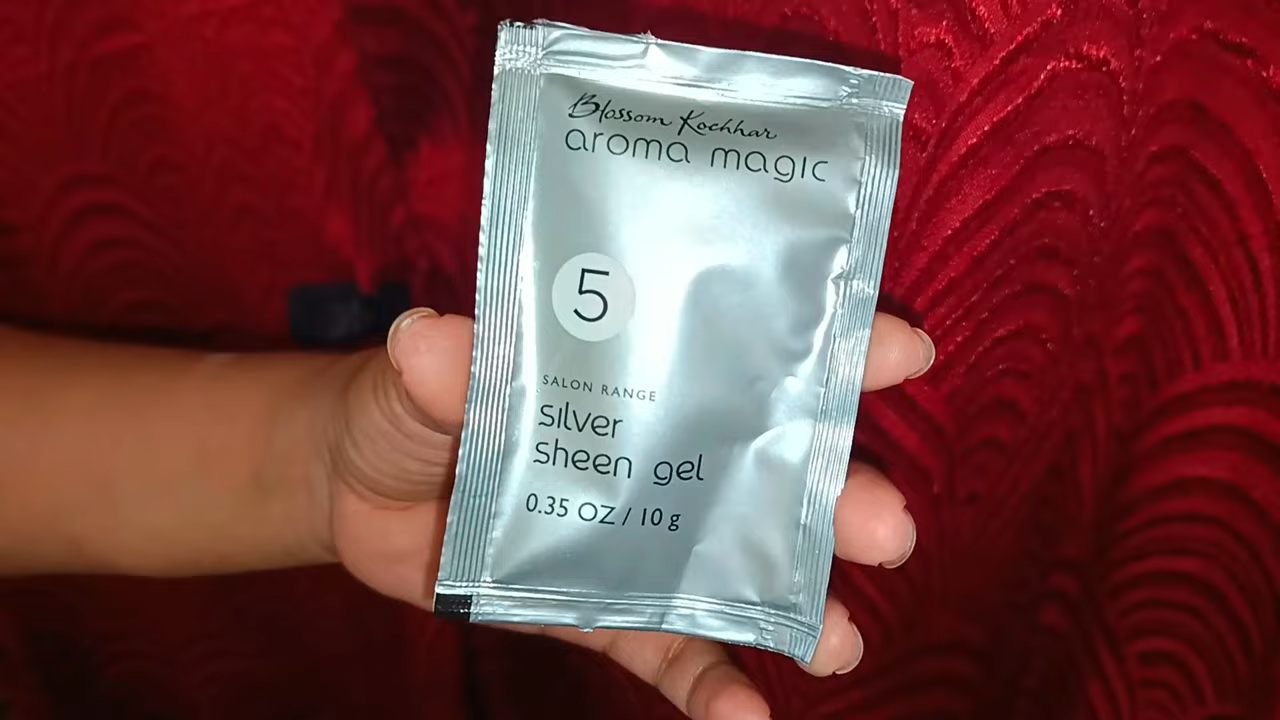 Blossom Kochhar
aroma magic
5
SALON RANGE
silver
sheen gel
0.35 OZ / 10 g